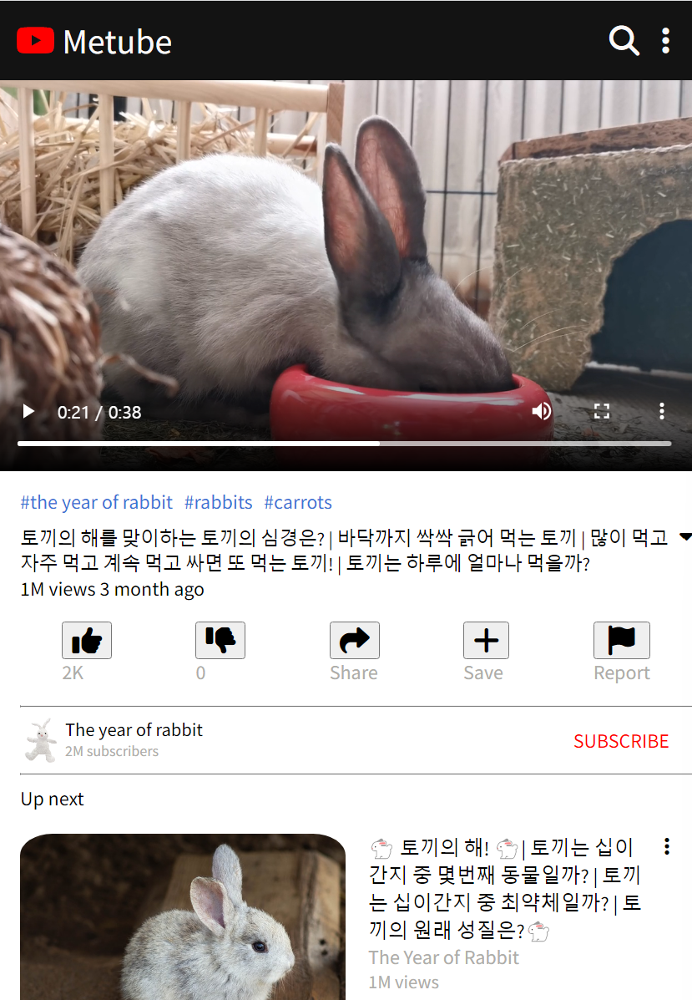 Metube
0:21 / 0:38
#the year of rabbit #rabbits #carrots
토끼의 해를 맞이하는 토끼의 심경은? | 바닥까지 싹싹 긁어 먹는 토끼 | 많이 먹고
자주 먹고 계속 먹고 싸면 또 먹는 토끼! | 토끼는 하루에 얼마나 먹을까?
1M views 3 month ago
2K 0 Share Save Report
The year of rabbit
2M subscribers
SUBSCRIBE
Up next
🐇 토끼의 해! 🐇 | 토끼는 십이
간지 중 몇번째 동물일까? | 토끼
는 십이간지 중 최약체일까? | 토
끼의 원래 성질은?🐇
The Year of Rabbit
1M views